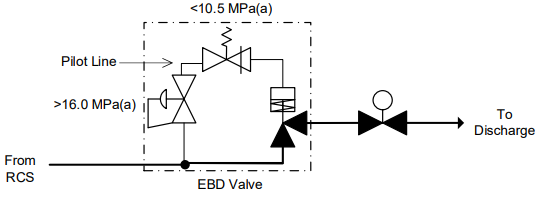 <10.5 MPa(a)
Pilot Line
>16.0 MPa(a)
To
Discharge
From
RCS
EBD Valve